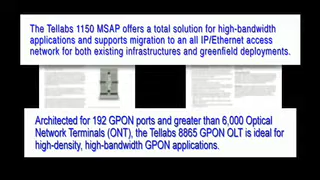 The Tellabs 1150 MSAP offers a total solution for high-bandwidth
applications and supports migration to an all IP/Ethernet access
network for both existing infrastructures and greenfield deployments.
Architected for 192 GPON ports and greater than 6,000 Optical
Network Terminals (ONT), the Tellabs 8865 GPON OLT is ideal for
high-density, high-bandwidth GPON applications.